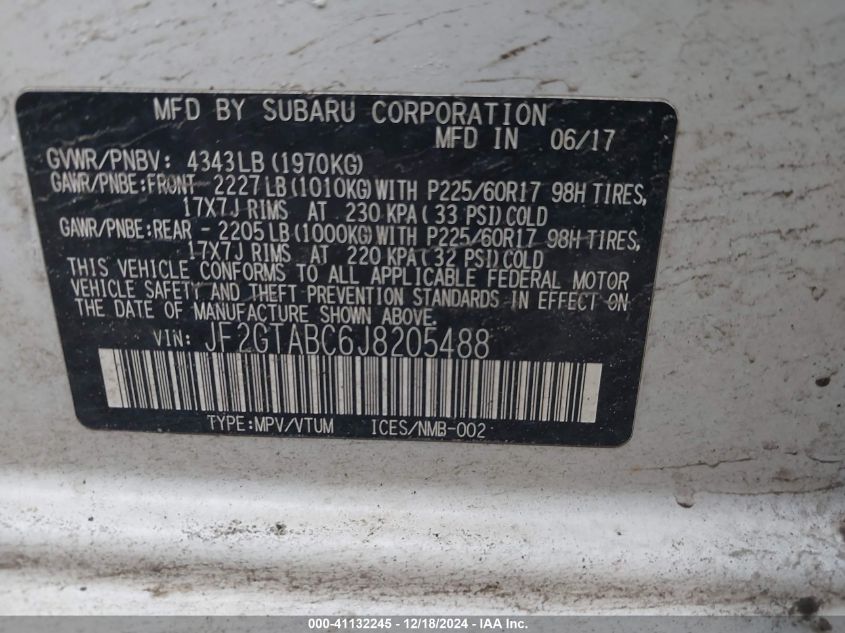 MFD BY SUBARU CORPORATION
MFD IN 06/17
GVWR/PNBV: 4343LB (1970KG)
GAWR/PNBE:FRONT 2227LB (1010KG) WITH P225/60R17 98H TIRES,
17X7J RIMS AT 230 KPA (33 PSI) COLD
GAWR/PNBE:REAR - 2205LB (1000KG) WITH P225/60R17 98H TIRES,
17X7J RIMS AT 220 KPA (32 PSI) COLD
THIS VEHICLE CONFORMS TO ALL APPLICABLE FEDERAL MOTOR
VEHICLE SAFETY AND THEFT-PREVENTION STANDARDS IN EFFECT ON
THE DATE OF MANUFACTURE SHOWN ABOVE.
VIN: JF2GTABC6J8205488
TYPE:MPV/VTUM ICES/NMB-002
000-41132245 - 12/18/2024 - IAA Inc.